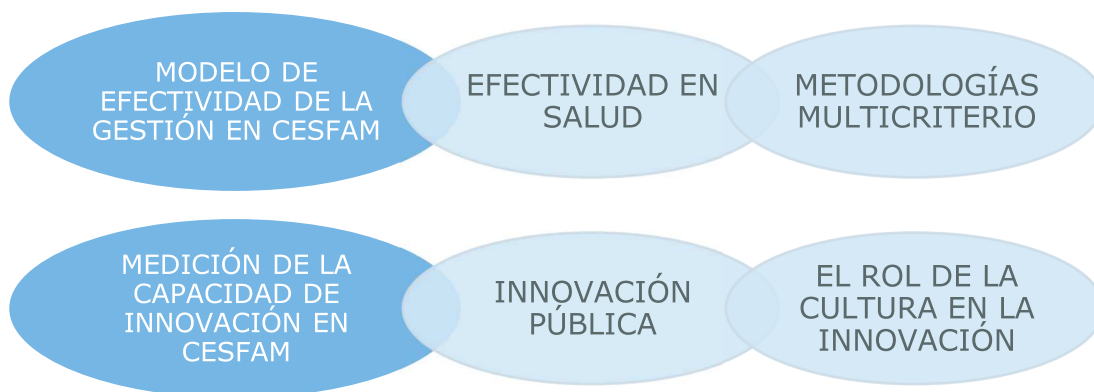 MODELO DE
EFECTIVIDAD DE LA
GESTIÓN EN CESFAM
EFECTIVIDAD EN
SALUD
METODOLOGÍAS
MULTICRITERIO
MEDICIÓN DE LA
CAPACIDAD DE
INNOVACIÓN EN
CESFAM
INNOVACIÓN
PÚBLICA
EL ROL DE LA
CULTURA EN LA
INNOVACIÓN